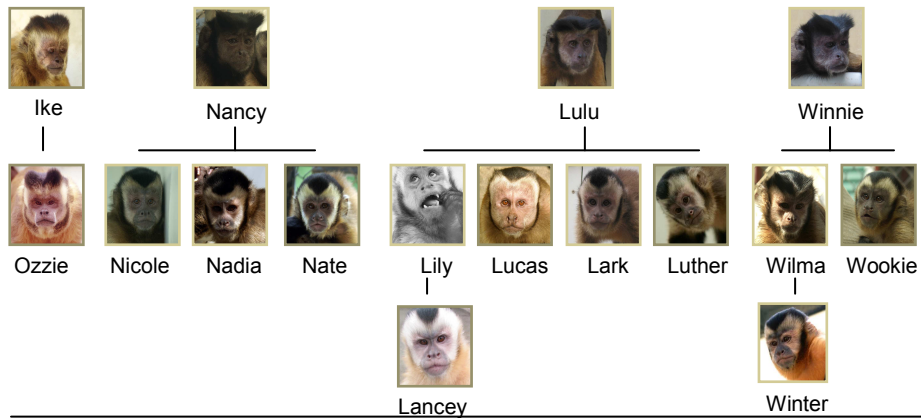 Ike Nancy Lulu Winnie
Ozzie Nicole Nadia Nate Lily Lucas Lark Luther Wilma Wookie
Lancey Winter